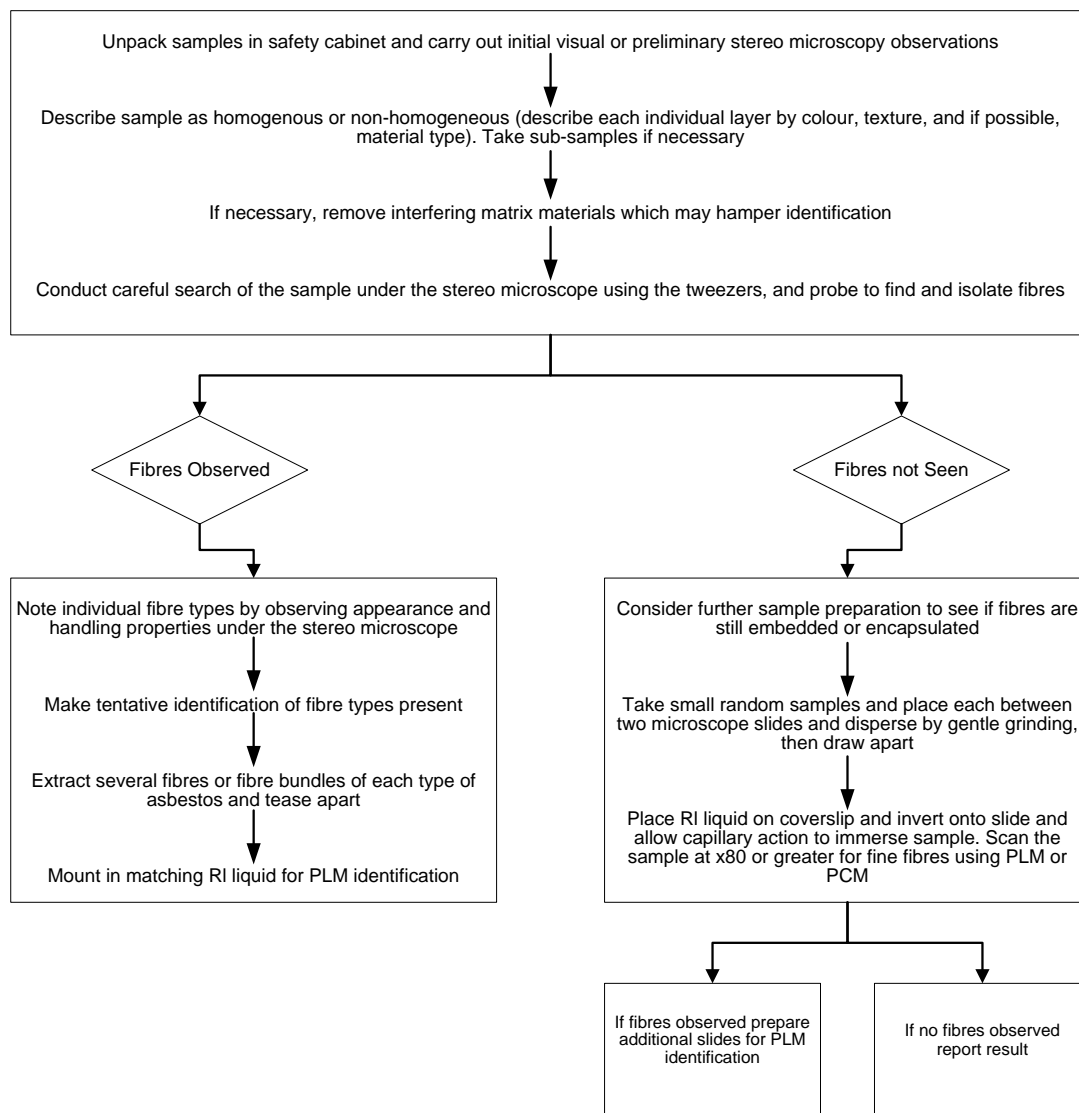 Unpack samples in safety cabinet and carry out initial visual or preliminary stereo microscopy observations
Describe sample as homogenous or non-homogeneous (describe each individual layer by colour, texture, and if possible,
material type). Take sub-samples if necessary
If necessary, remove interfering matrix materials which may hamper identification
Conduct careful search of the sample under the stereo microscope using the tweezers, and probe to find and isolate fibres
Fibres Observed
Fibres not Seen
Note individual fibre types by observing appearance and
handling properties under the stereo microscope
Make tentative identification of fibre types present
Extract several fibres or fibre bundles of each type of
asbestos and tease apart
Mount in matching RI liquid for PLM identification
Consider further sample preparation to see if fibres are
still embedded or encapsulated
Take small random samples and place each between
two microscope slides and disperse by gentle grinding,
then draw apart
Place RI liquid on coverslip and invert onto slide and
allow capillary action to immerse sample. Scan the
sample at x80 or greater for fine fibres using PLM or
PCM
If fibres observed prepare
additional slides for PLM
identification
If no fibres observed
report result